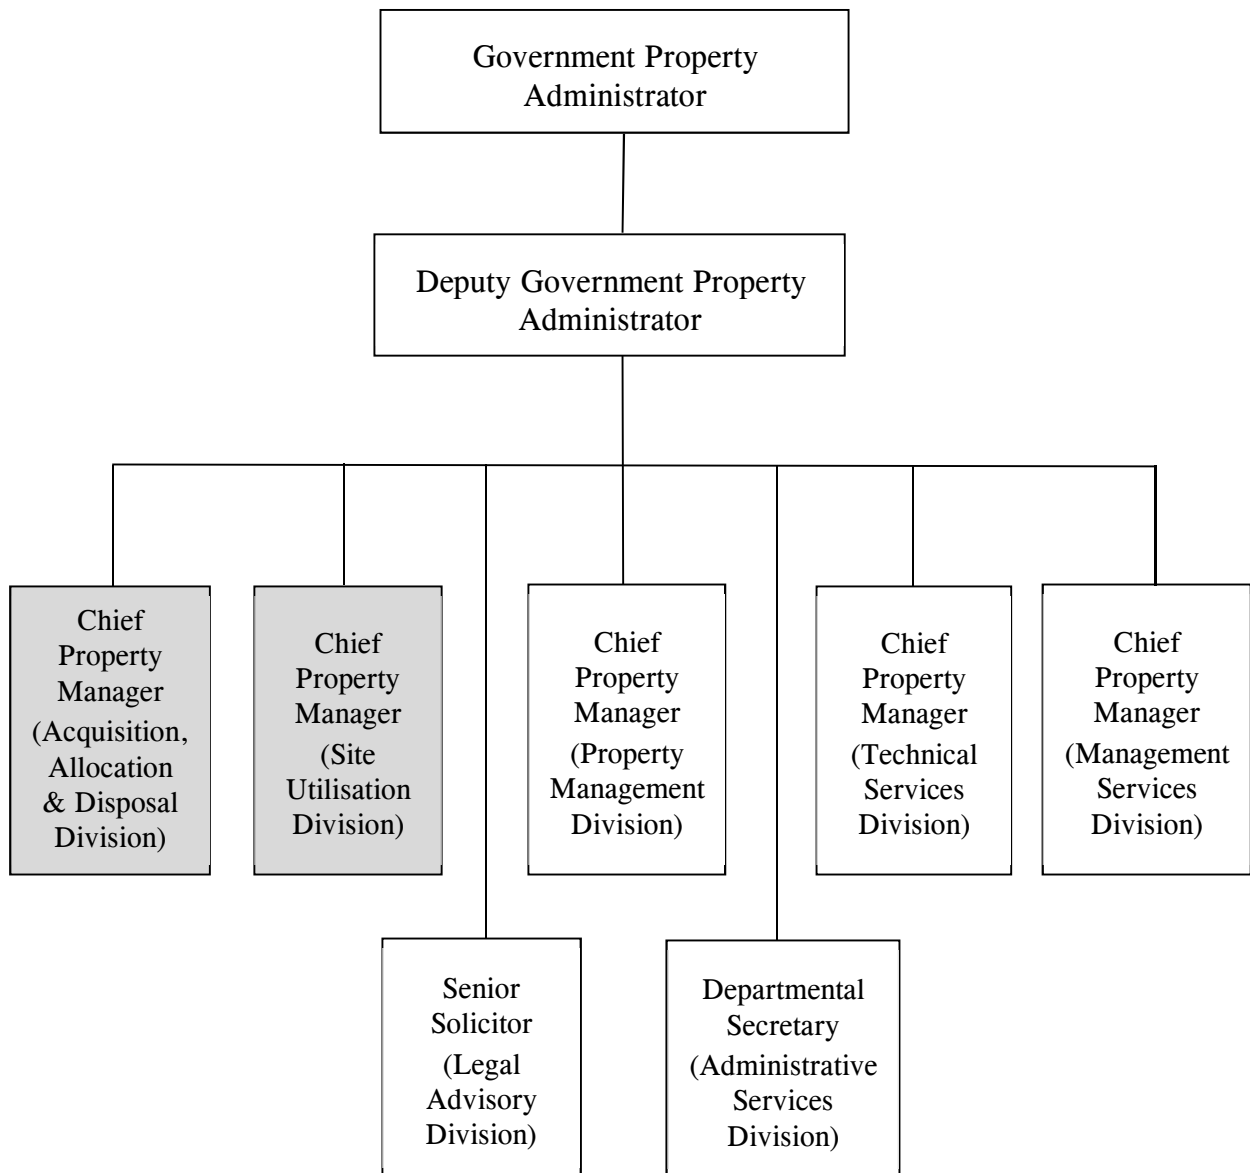 Government Property
Administrator
Deputy Government Property
Administrator
Chief
Property
Manager
(Acquisition,
Allocation
& Disposal
Division)
Chief
Property
Manager
(Site
Utilisation
Division)
Chief
Property
Manager
(Property
Management
Division)
Chief
Property
Manager
(Technical
Services
Division)
Chief
Property
Manager
(Management
Services
Division)
Senior
Solicitor
(Legal
Advisory
Division)
Departmental
Secretary
(Administrative
Services
Division)